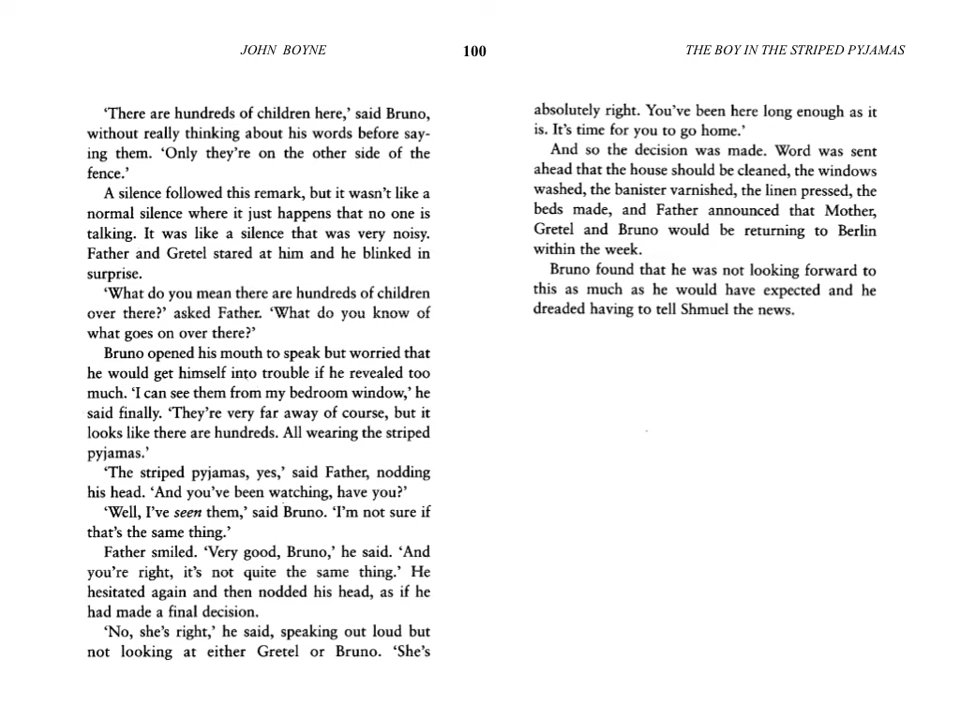 JOHN BOYNE
100
THE BOY IN THE STRIPED PYJAMAS
‘There are hundreds of children here,’ said Bruno,
without really thinking about his words before say-
ing them. ‘Only they’re on the other side of the
fence.’
A silence followed this remark, but it wasn’t like a
normal silence where it just happens that no one is
talking. It was like a silence that was very noisy.
Father and Gretel stared at him and he blinked in
surprise.
‘What do you mean there are hundreds of children
over there?’ asked Father. ‘What do you know of
what goes on over there?’
Bruno opened his mouth to speak but worried that
he would get himself into trouble if he revealed too
much. ‘I can see them from my bedroom window,’ he
said finally. ‘They’re very far away of course, but it
looks like there are hundreds. All wearing the striped
pyjamas.’
‘The striped pyjamas, yes,’ said Father, nodding
his head. ‘And you’ve been watching, have you?’
‘Well, I’ve seen them,’ said Bruno. ‘I’m not sure if
that’s the same thing.’
Father smiled. ‘Very good, Bruno,’ he said. ‘And
you’re right, it’s not quite the same thing.’ He
hesitated again and then nodded his head, as if he
had made a final decision.
‘No, she’s right,’ he said, speaking out loud but
not looking at either Gretel or Bruno. ‘She’s
absolutely right. You’ve been here long enough as it
is. It’s time for you to go home.’
And so the decision was made. Word was sent
ahead that the house should be cleaned, the windows
washed, the banister varnished, the linen pressed, the
beds made, and Father announced that Mother,
Gretel and Bruno would be returning to Berlin
within the week.
Bruno found that he was not looking forward to
this as much as he would have expected and he
dreaded having to tell Shmuel the news.